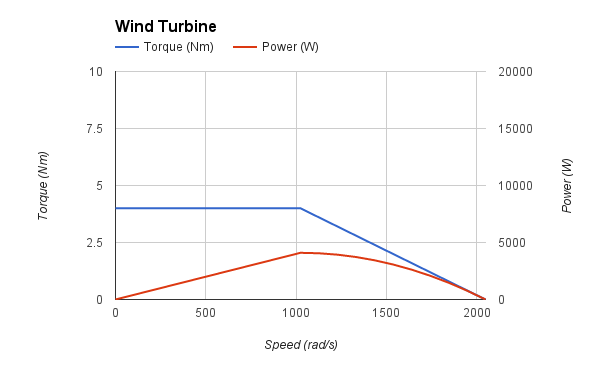 Wind Turbine
Torque (Nm) Power (W)
10 20000
7.5 15000
5 10000
2.5 5000
0 0
0 500 1000 1500 2000
Torque (Nm)
Power (W)
Speed (rad/s)